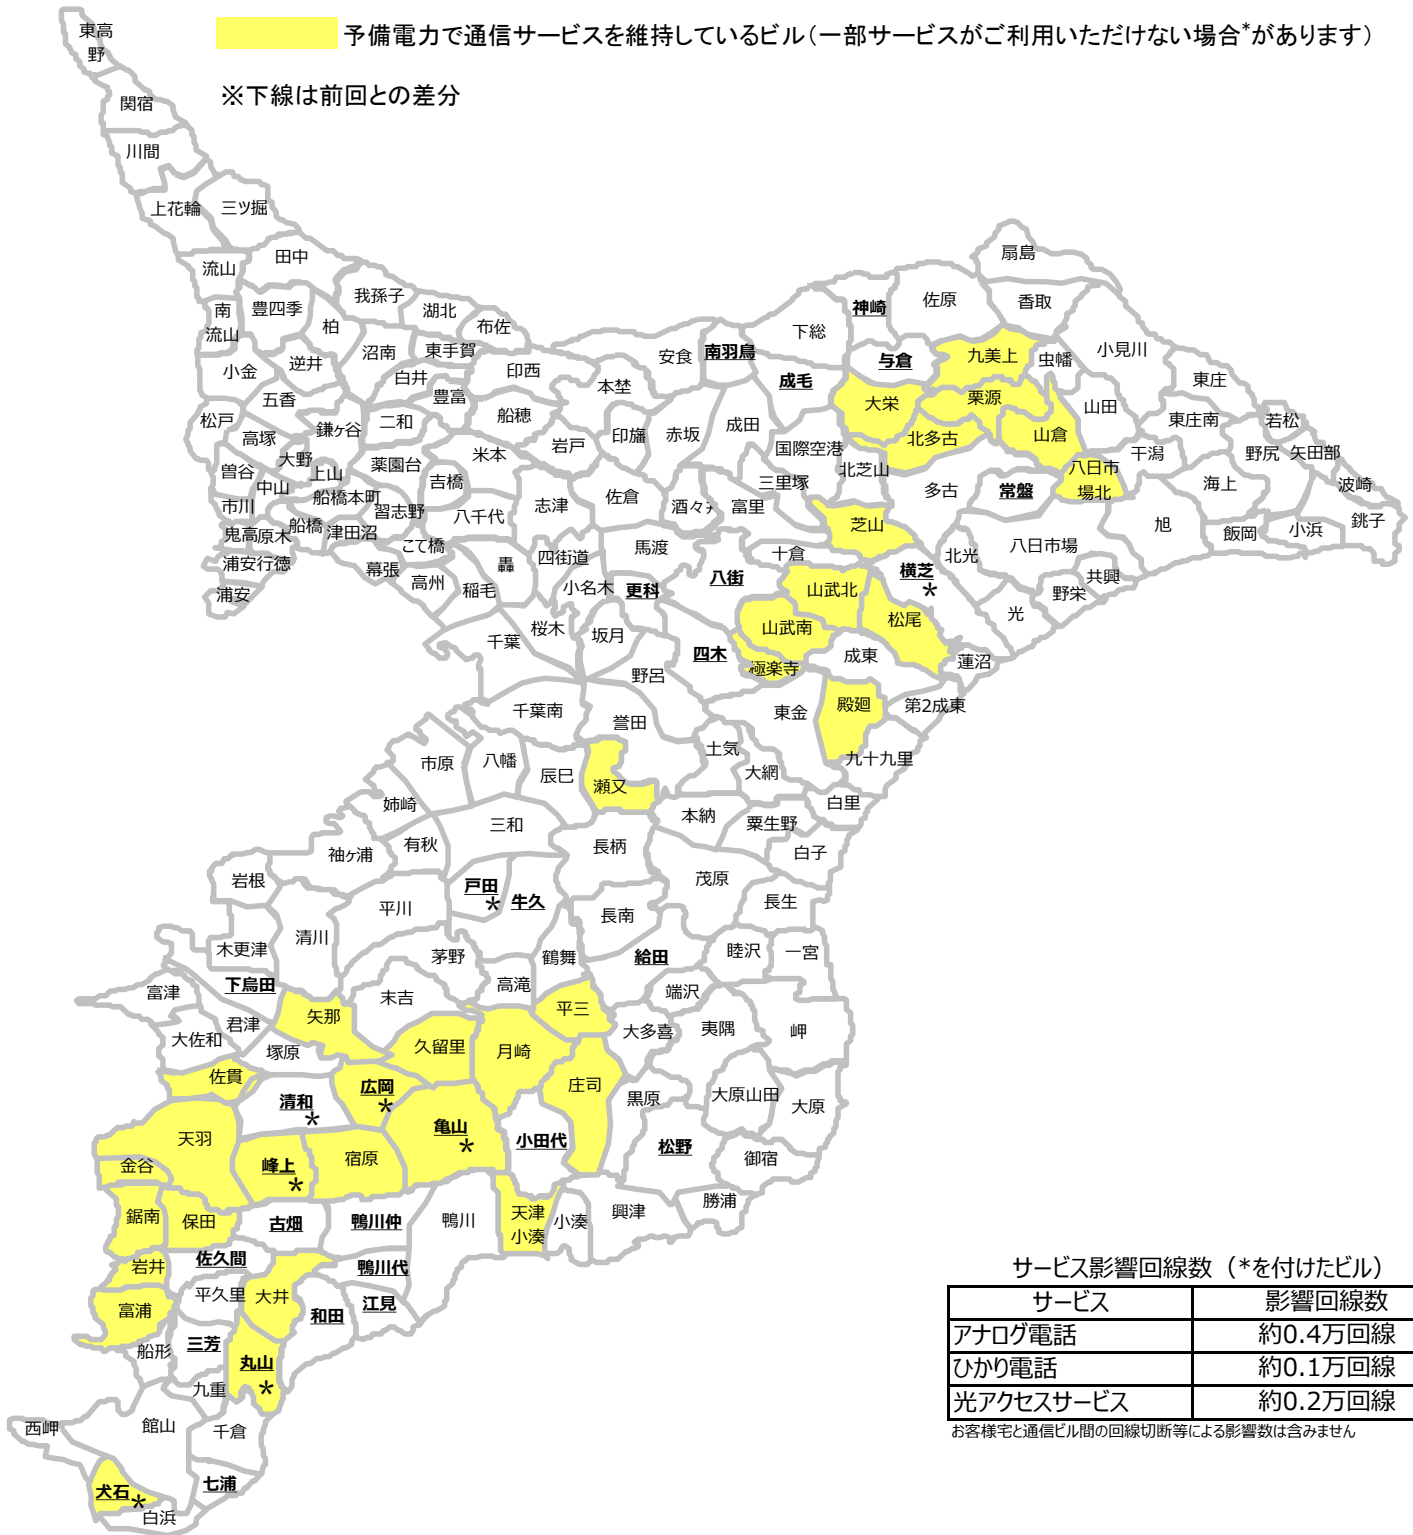 東高
野
予備電力で通信サービスを維持しているビル(一部サービスがご利用いただけない場合*があります)
※下線は前回との差分
関宿
川間
上花輪
三ツ掘
田中
流山
扇島
我孫子
豊四季
湖北
南
流山
柏
布佐
神崎
佐原
香取
下総
沼南
東手賀
安食
南羽鳥
与倉
九美上
虫幡
小見川
小金
逆井
白井
印西
本埜
成毛
東庄
五香
豊富
大栄
栗源
松戸
高塚
鎌ヶ谷
二和
船穂
印旛
赤坂
成田
山田
東庄南
若松
北多古
山倉
大野
上山
薬園台
米本
岩戸
国際空港
干潟
野尻
矢田部
曽谷
中山
吉橋
三里塚
北芝山
多古
常盤
八日市
場北
海上
波崎
市川
船橋本町
習志野
八千代
志津
佐倉
酒々井
富里
芝山
旭
飯岡
小浜
銚子
鬼高
原木
船橋
津田沼
こて橋
四街道
馬渡
十倉
北光
八日市場
浦安行徳
幕張
高州
轟
稲毛
小名木
更科
八街
横芝
*
共興
野栄
浦安
山武北
光
千葉
桜木
坂月
山武南
松尾
四木
極楽寺
成東
蓮沼
野呂
千葉南
誉田
東金
殿廻
第2成東
市原
八幡
辰巳
土気
九十九里
瀬又
大網
姉崎
本納
白里
三和
粟生野
有秋
長柄
白子
袖ヶ浦
岩根
戸田
*
牛久
茂原
平川
長南
長生
清川
木更津
茅野
鶴舞
給田
睦沢
一宮
下烏田
高滝
富津
末吉
端沢
君津
矢那
平三
大佐和
久留里
月崎
大多喜
夷隅
岬
塚原
佐貫
清和
*
広岡
*
庄司
大原山田
黒原
大原
天羽
亀山
*
小田代
松野
金谷
峰上
*
宿原
御宿
鋸南
保田
古畑
鴨川仲
鴨川
天津
小湊
小湊
興津
勝浦
岩井
佐久間
鴨川代
平久里
大井
富浦
和田
江見
船形
三芳
丸山
*
九重
西岬
館山
千倉
犬石
*
七浦
白浜
サービス影響回線数（*を付けたビル）
サービス 影響回線数
アナログ電話 約0.4万回線
ひかり電話 約0.1万回線
光アクセスサービス 約0.2万回線
お客様宅と通信ビル間の回線切断等による影響数は含みません